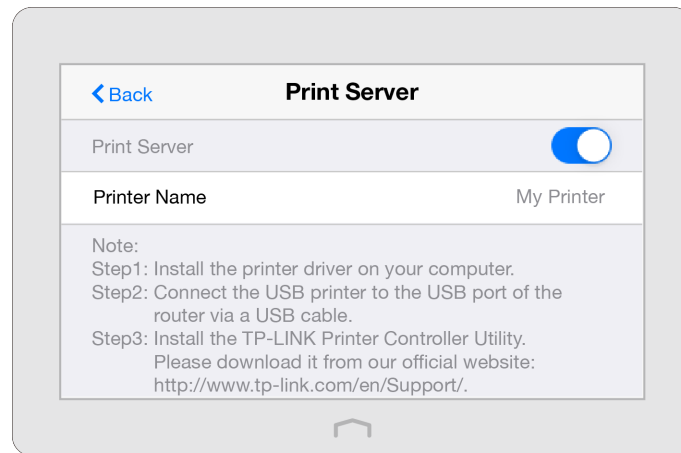 Back
Print Server
Print Server
Printer Name
My Printer
Note:
Step1: Install the printer driver on your computer.
Step2: Connect the USB printer to the USB port of the
router via a USB cable.
Step3: Install the TP-LINK Printer Controller Utility.
Please download it from our official website:
http://www.tp-link.com/en/Support/.